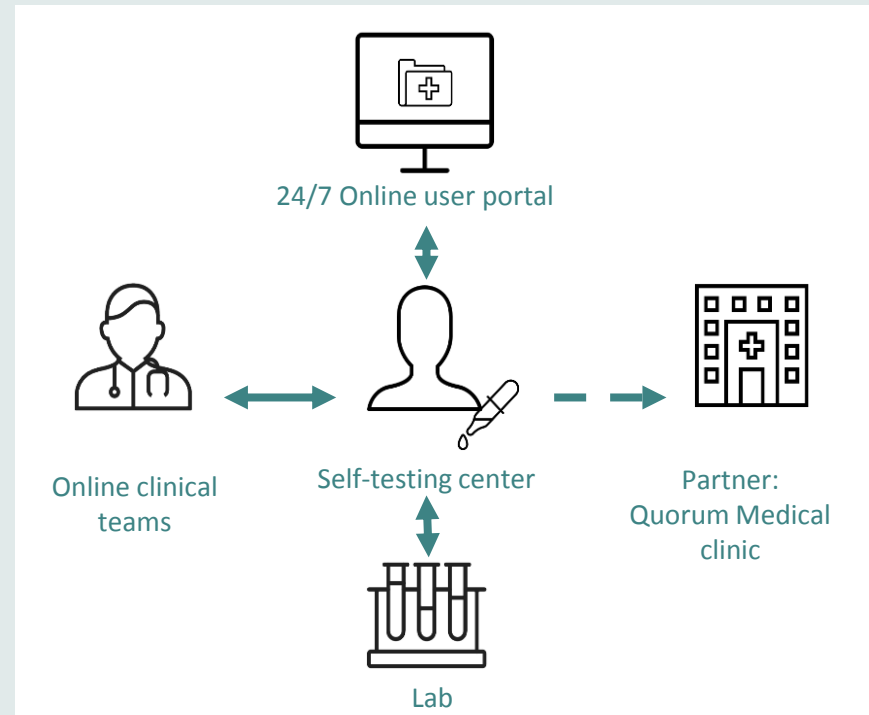 24/7 Online user portal
Online clinical
teams
Self-testing center
Partner:
Quorum Medical
clinic
Lab